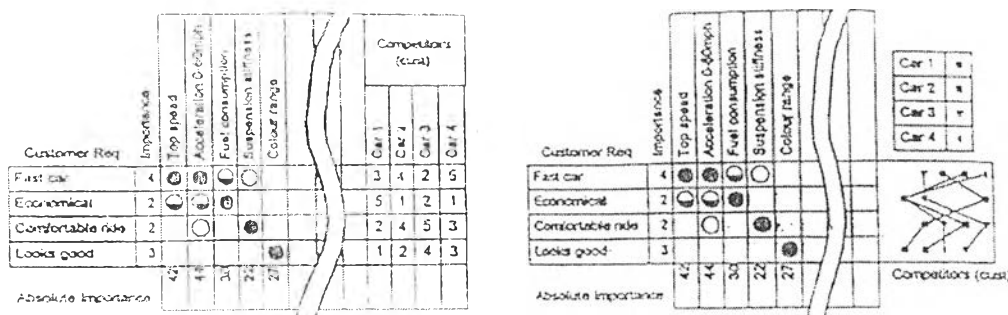 Importance
Top speed
Acceleration 0-60mph
Fuel consumption
Suspension stiffness
Colour range
Competitors
(cust)
Car 1
Car 2
Car 3
Car 4
Customer Req
Fast car 4 3 4 2 5
Economical 2 5 1 2 1
Comfortable ride 2 2 4 5 3
Looks good 3 1 2 4 3
Absolute Importance 42 44 30 22 27
Importance
Top speed
Acceleration 0-60mph
Fuel consumption
Suspension stiffness
Colour range
Car 1
Car 2
Car 3
Car 4
Customer Req
Fast car 4
Economical 2
Comfortable ride 2
Looks good 3
Absolute Importance 42 44 30 22 27
Competitors (cust)